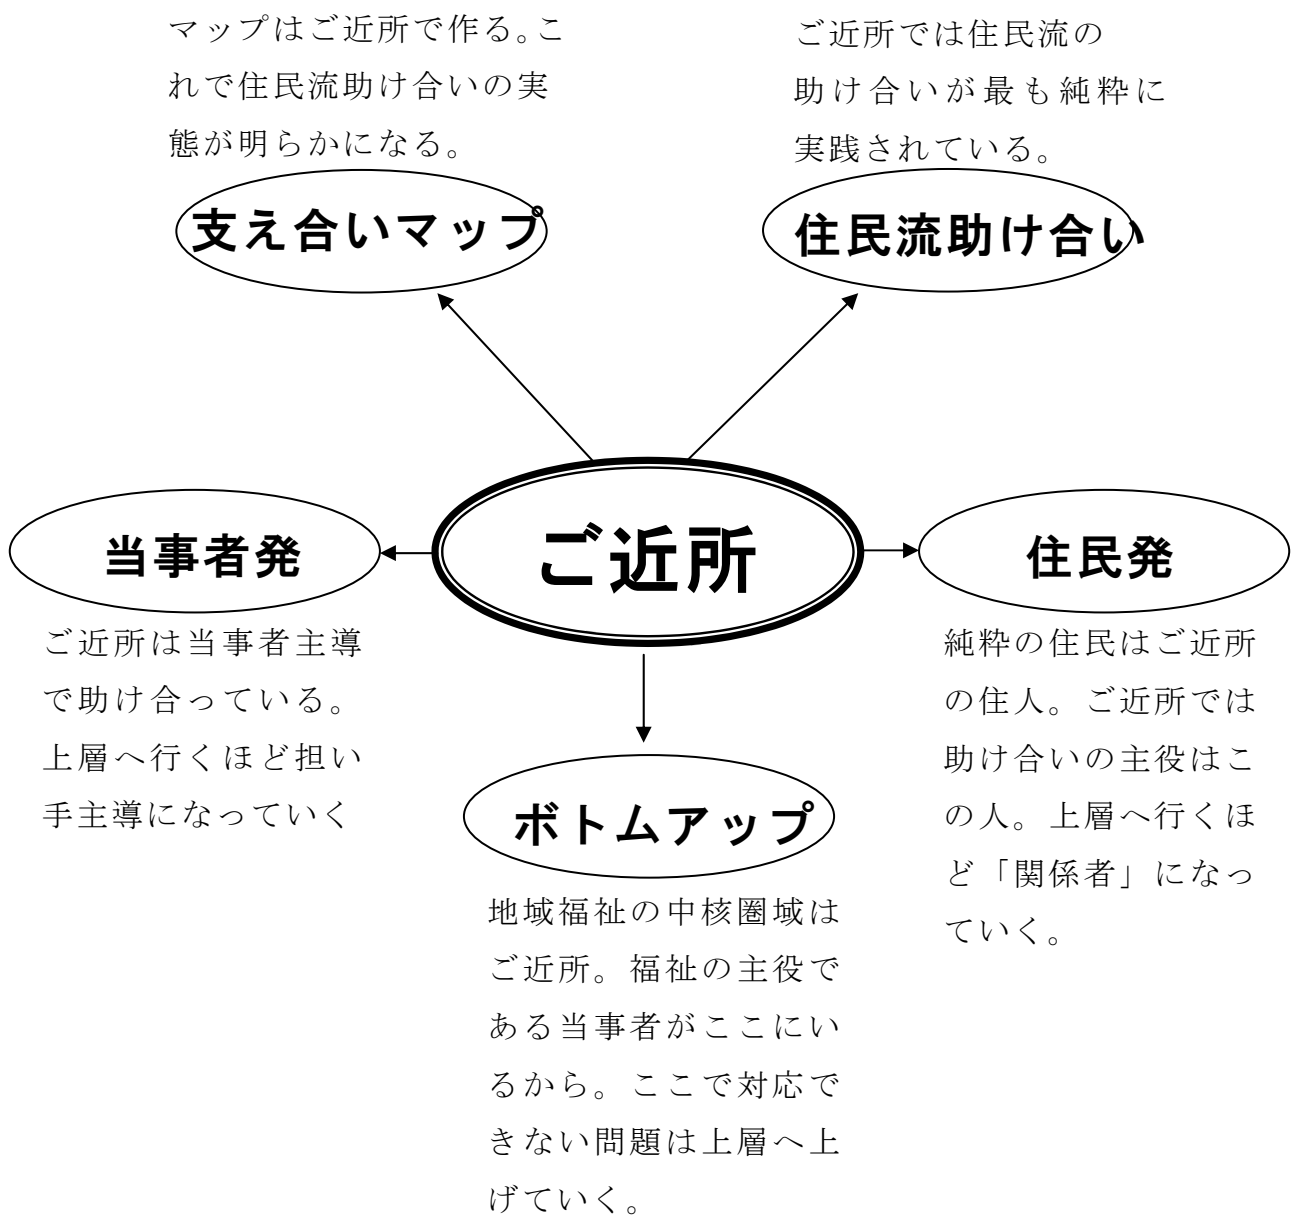 マップはご近所で作る。こ
れで住民流助け合いの実
態が明らかになる。
支え合いマップ
ご近所では住民流の
助け合いが最も純粋に
実践されている。
住民流助け合い
ご近所
当事者発
ご近所は当事者主導
で助け合っている。
上層へ行くほど担い
手主導になっていく
住民発
純粋の住民はご近所
の住人。ご近所では
助け合いの主役はこ
の人。上層へ行くほ
ど「関係者」になっ
ていく。
ボトムアップ
地域福祉の中核圏域は
ご近所。福祉の主役で
ある当事者がここにい
るから。ここで対応で
きない問題は上層へ上
げていく。